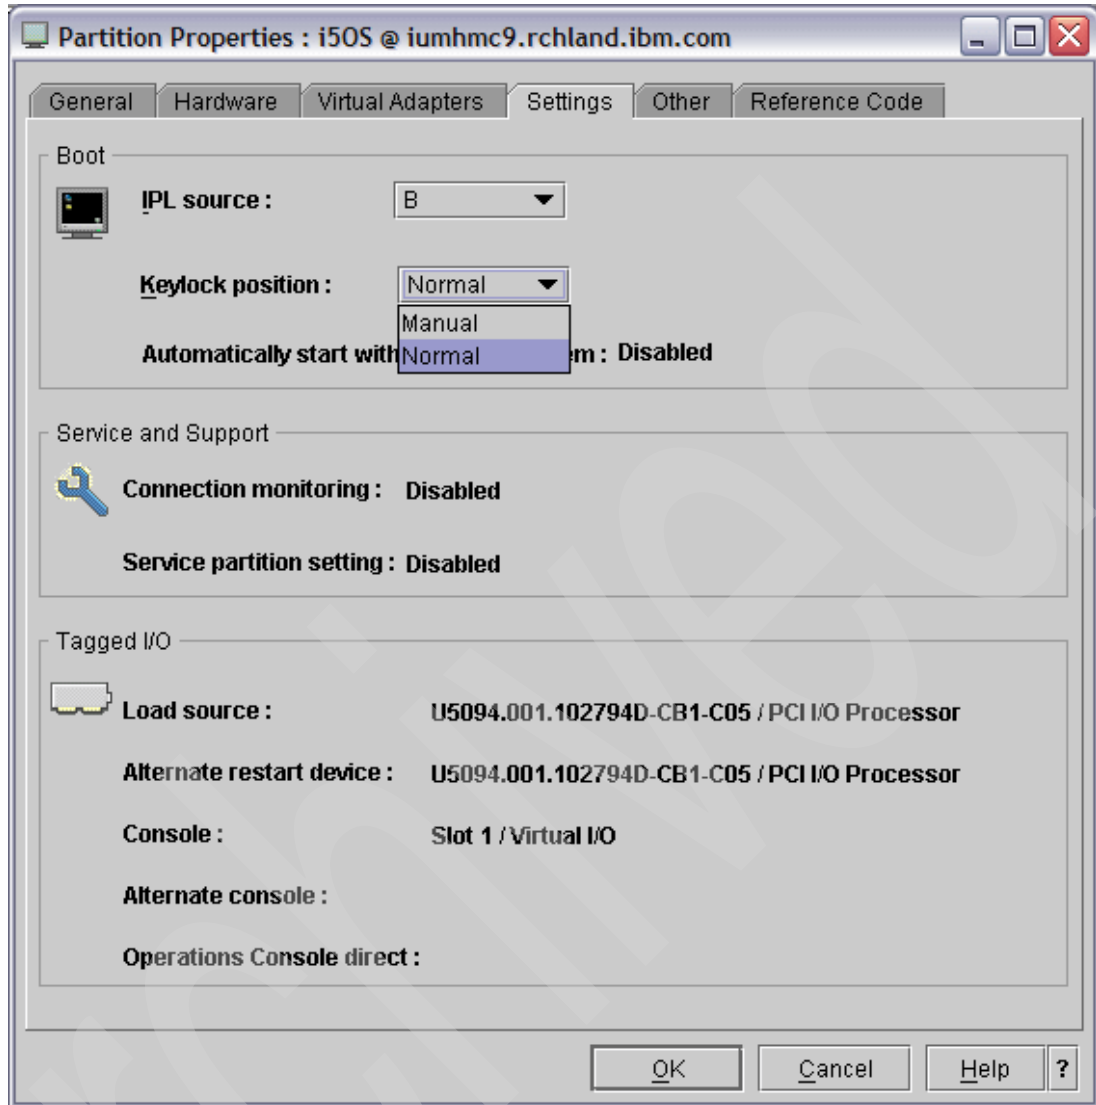 Partition Properties : i5OS @ iumhmc9.rchland.ibm.com
General Hardware Virtual Adapters Settings Other Reference Code
Boot
IPL source : B
Keylock position : Normal
Manual
Automatically start with Normal m : Disabled
Service and Support
Connection monitoring : Disabled
Service partition setting : Disabled
Tagged I/O
Load source : U5094.001.102794D-CB1-C05 / PCI I/O Processor
Alternate restart device : U5094.001.102794D-CB1-C05 / PCI I/O Processor
Console : Slot 1 / Virtual I/O
Alternate console :
Operations Console direct :
OK Cancel Help ?